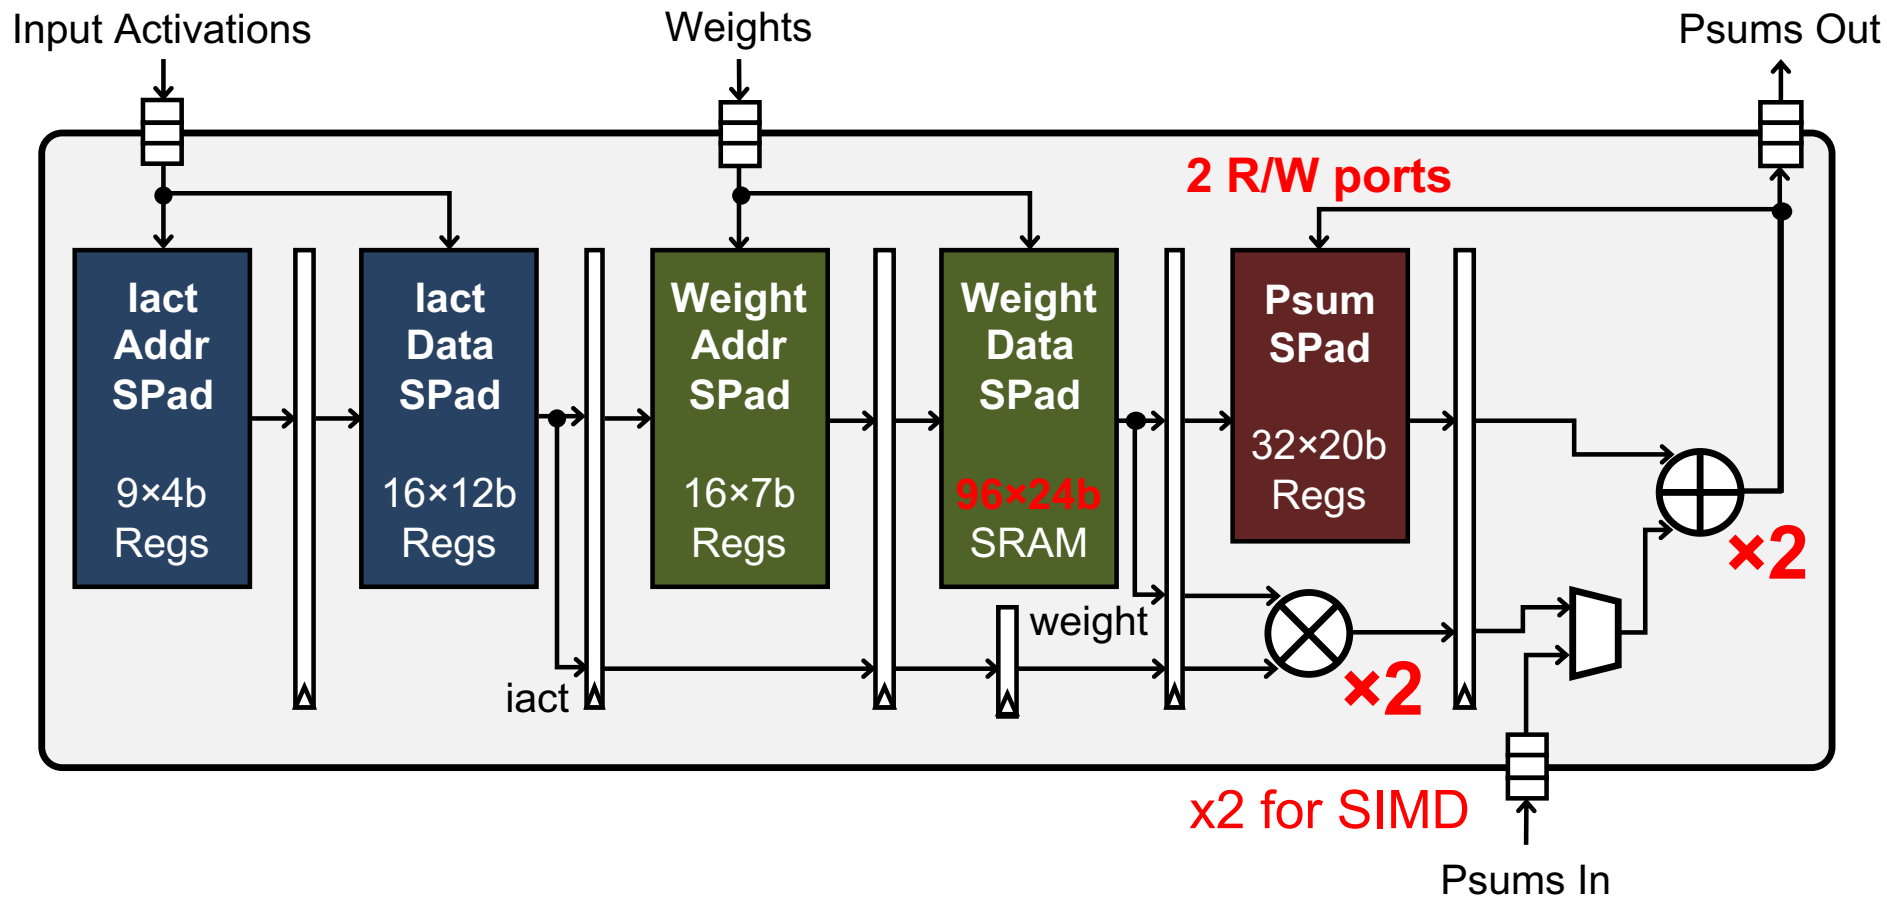 Input Activations
Weights
Psums Out
2 R/W ports
Iact
Addr
SPad
9×4b
Regs
Iact
Data
SPad
16×12b
Regs
Weight
Addr
SPad
16×7b
Regs
Weight
Data
SPad
96×24b
SRAM
Psum
SPad
32×20b
Regs
×2
weight
iact
×2
x2 for SIMD
Psums In